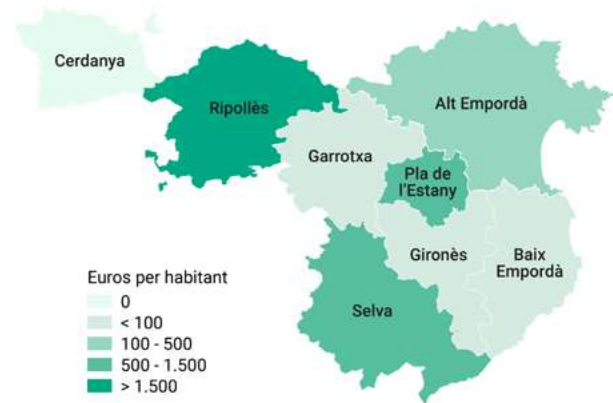 Cerdanya
Ripollès
Alt Empordà
Garrotxa
Pla de
l'Estany
Gironès
Baix
Empordà
Selva
Euros per habitant
0
< 100
100 - 500
500 - 1.500
> 1.500